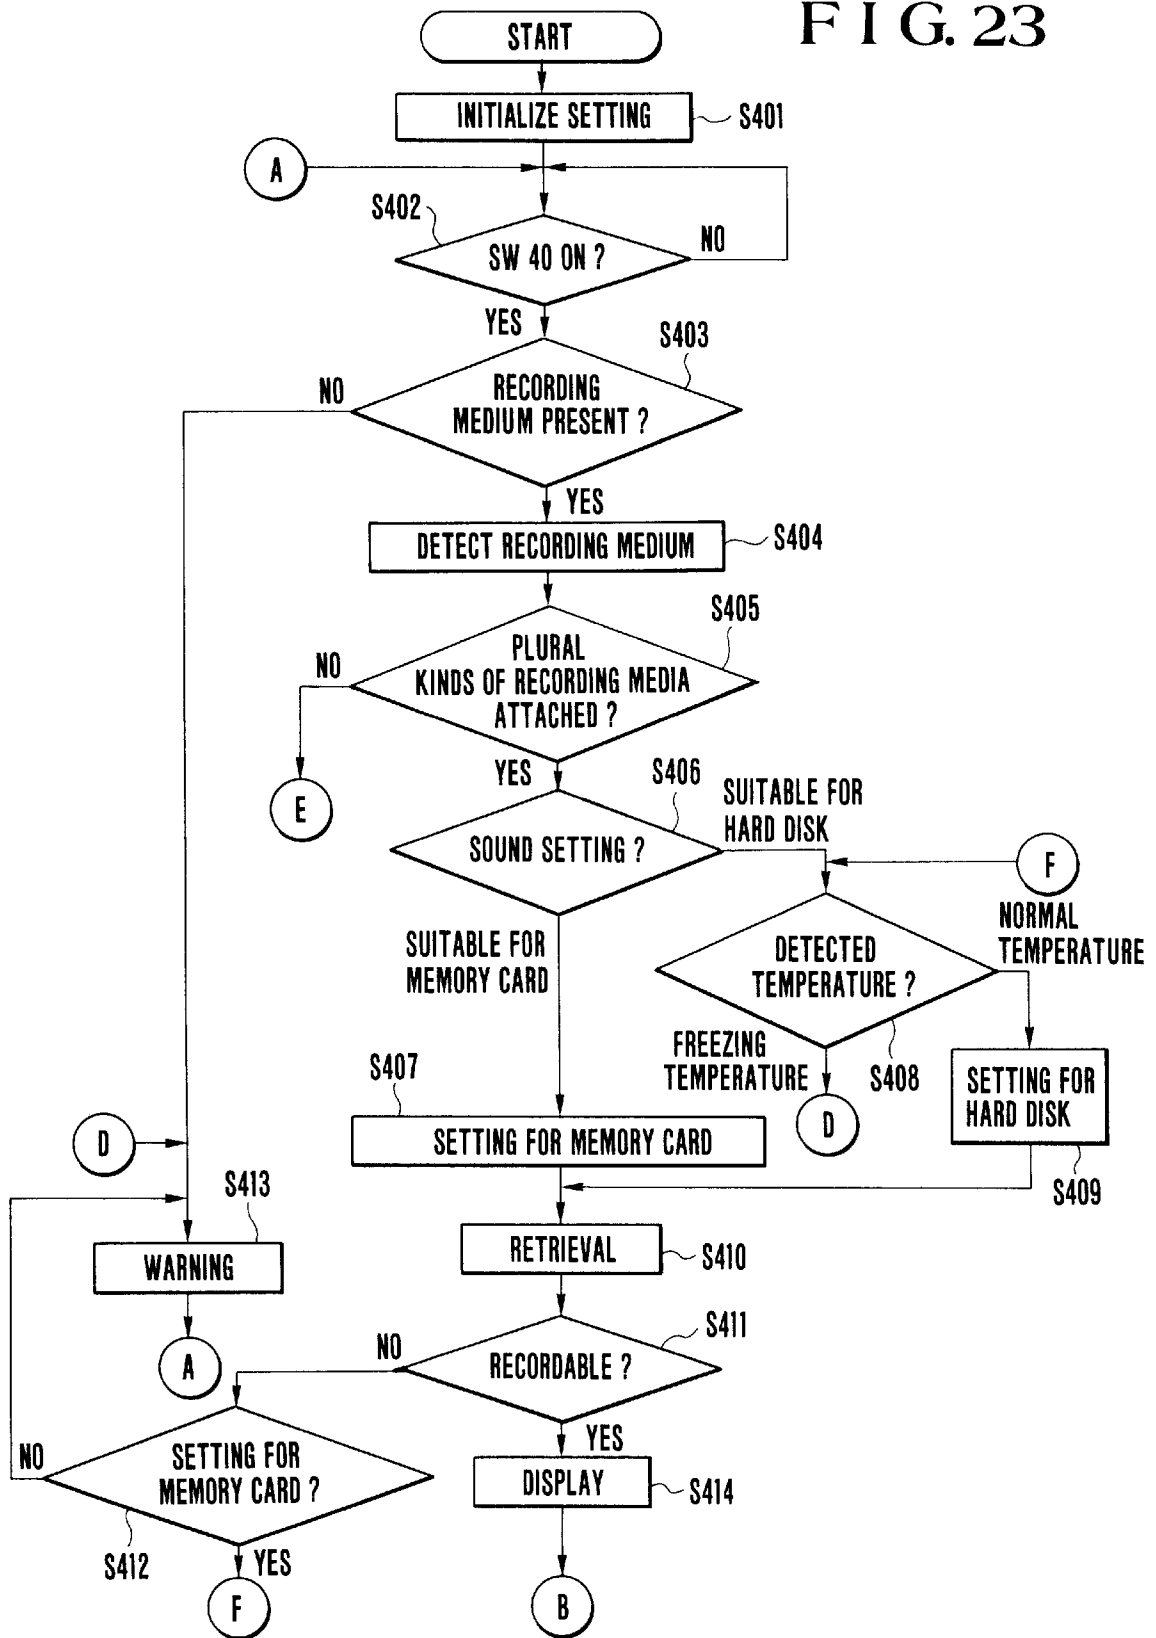 FIG. 23
START
INITIALIZE SETTING
S401
A
S402
SW 40 ON ?
NO
YES
S403
NO
RECORDING
MEDIUM PRESENT ?
YES
DETECT RECORDING MEDIUM
S404
S405
NO
PLURAL
KINDS OF RECORDING MEDIA
ATTACHED ?
E
YES
S406
SUITABLE FOR
HARD DISK
SOUND SETTING ?
F
SUITABLE FOR
MEMORY CARD
NORMAL
TEMPERATURE
DETECTED
TEMPERATURE ?
S408
FREEZING
TEMPERATURE
D
SETTING FOR
HARD DISK
S409
S407
SETTING FOR MEMORY CARD
D
S413
WARNING
A
RETRIEVAL
S410
S411
NO
RECORDABLE ?
YES
NO
SETTING FOR
MEMORY CARD ?
S412
YES
F
DISPLAY
S414
B